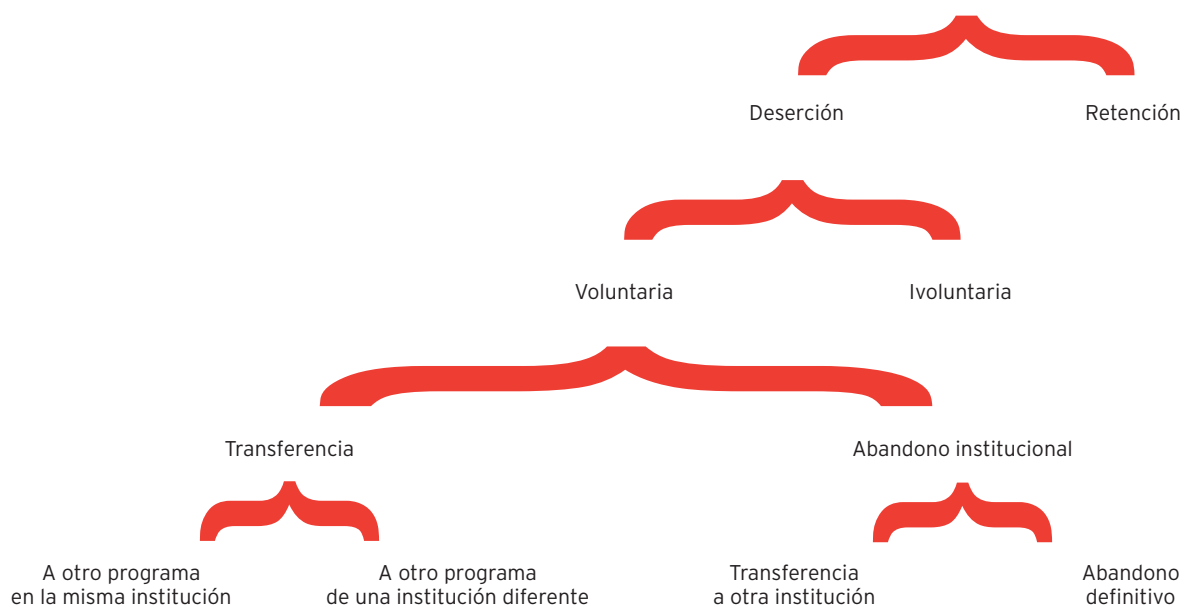 Deserción
Retención
Voluntaria
Ivoluntaria
Transferencia
Abandono institucional
A otro programa
en la misma institución
A otro programa
de una institución diferente
Transferencia
a otra institución
Abandono
definitivo